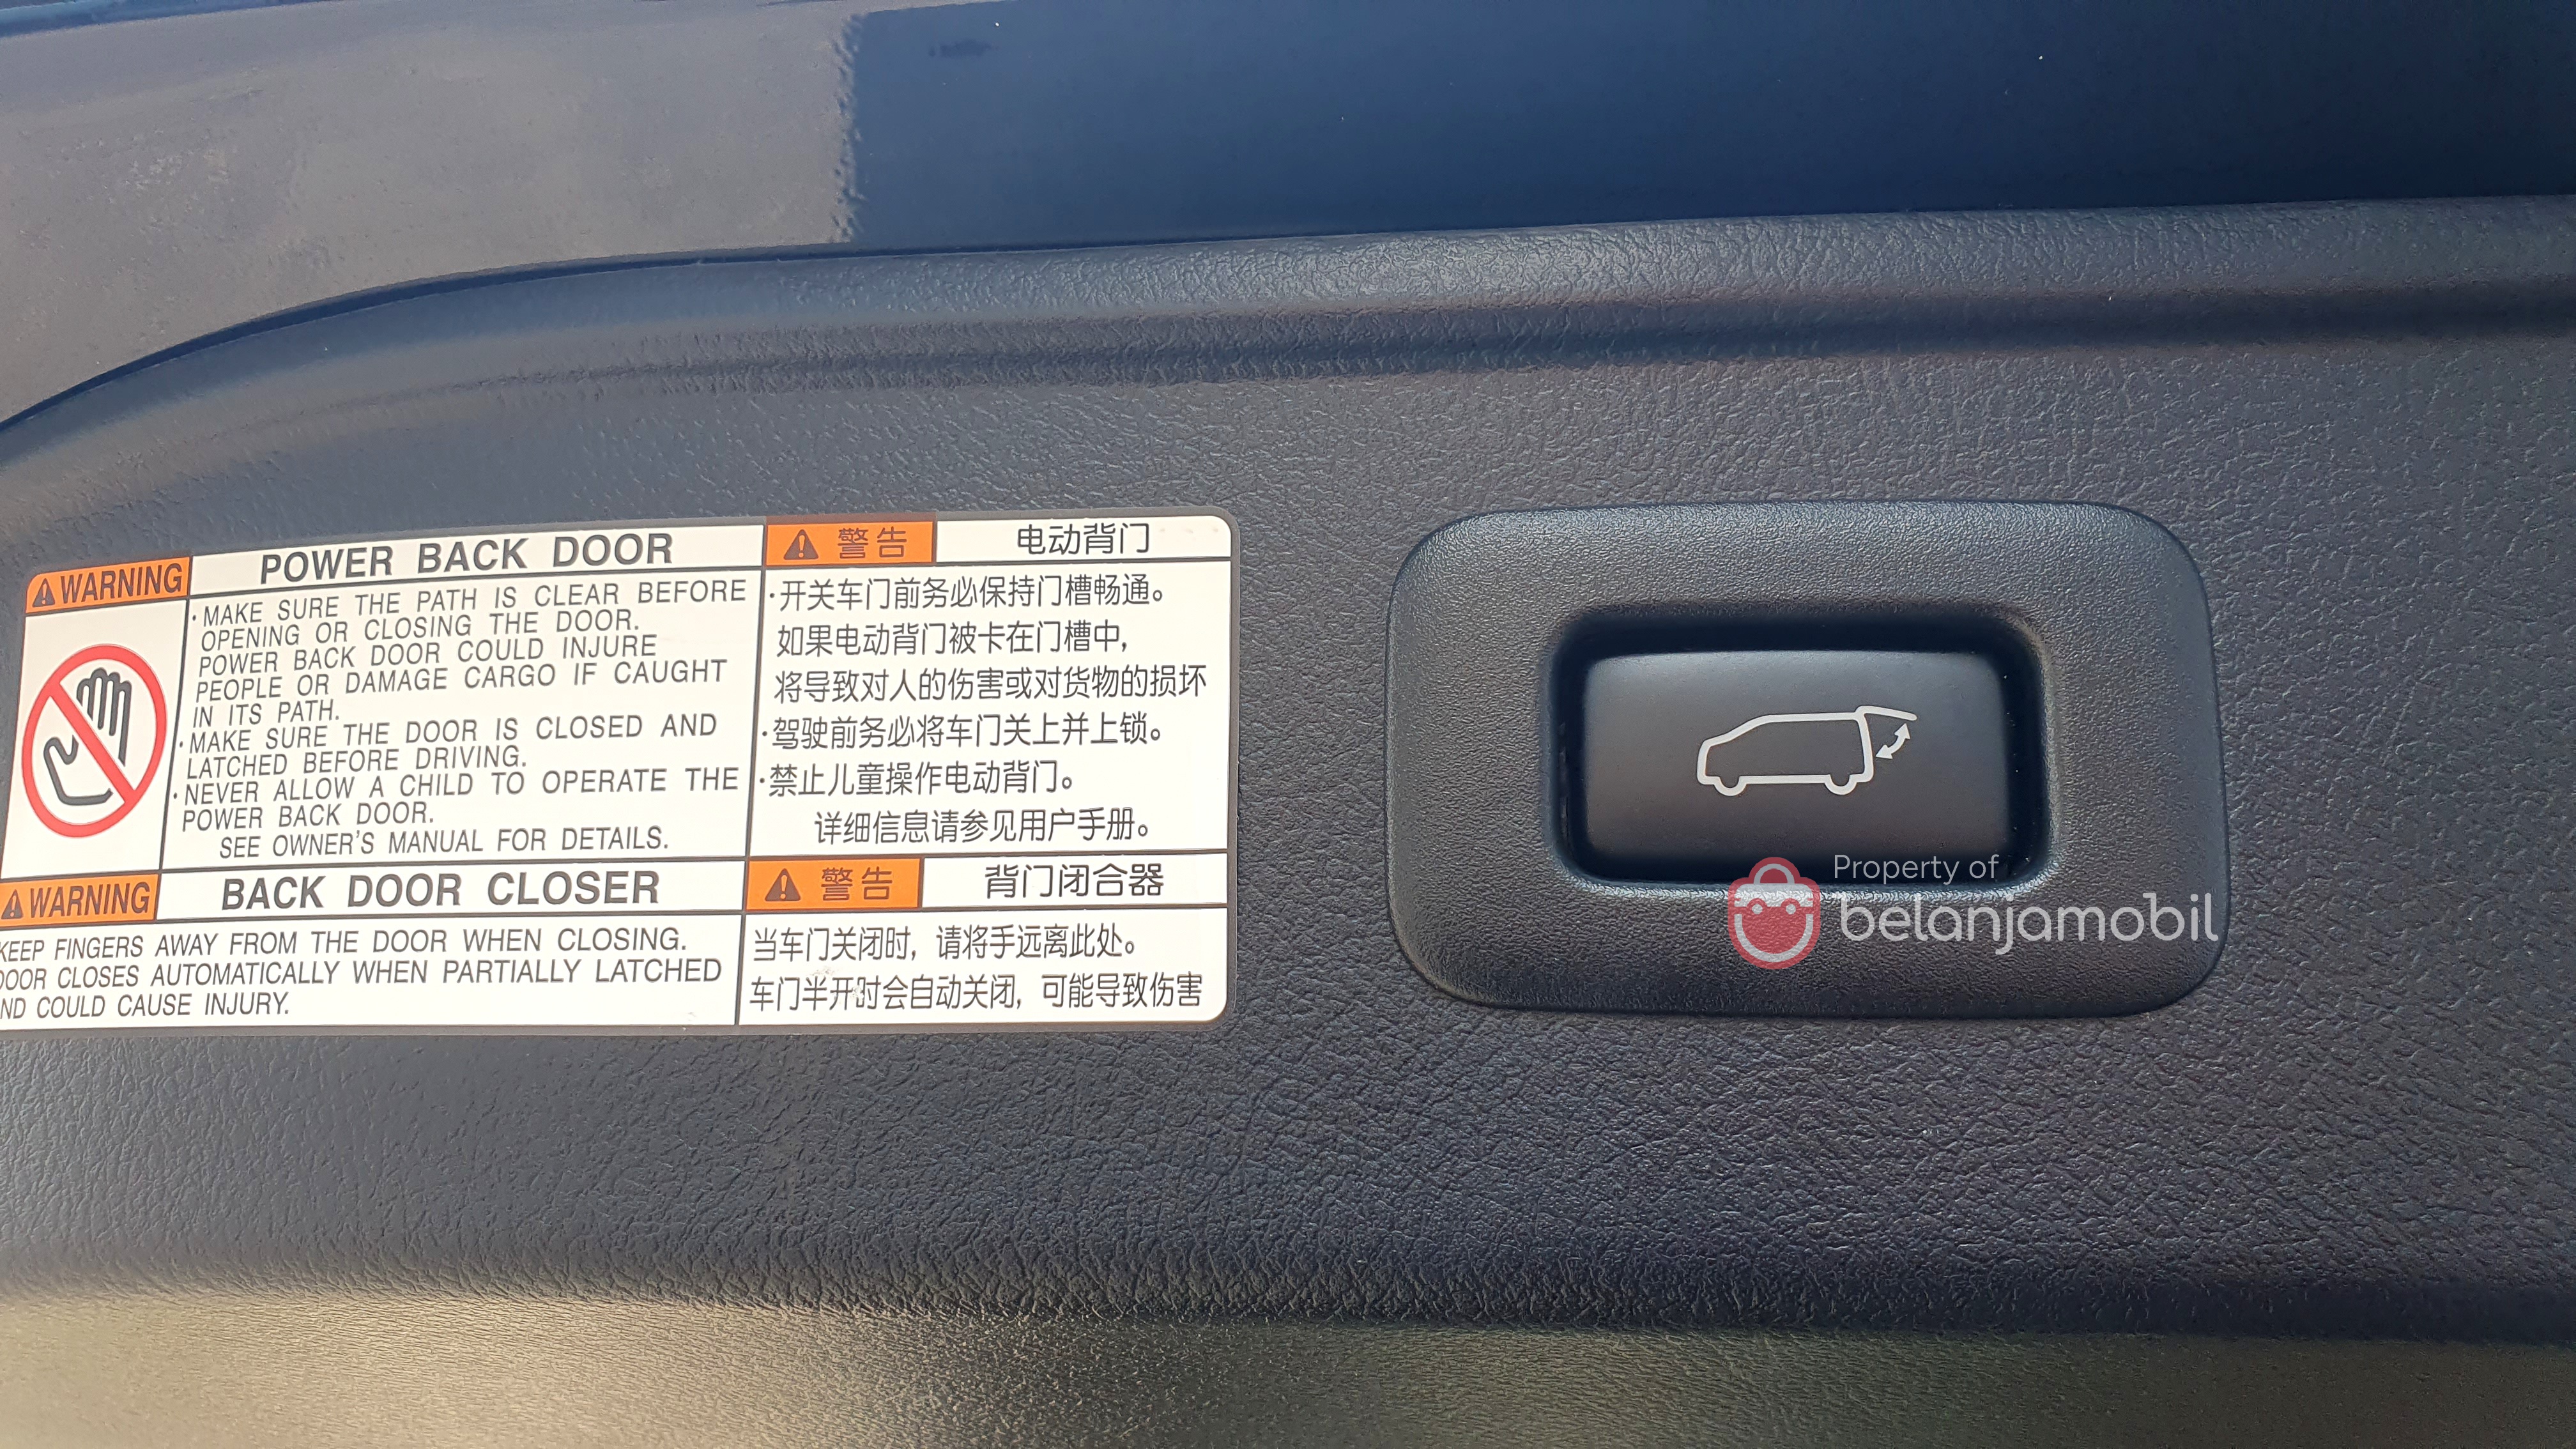 WARNING
POWER BACK DOOR
·MAKE SURE THE PATH IS CLEAR BEFORE
OPENING OR CLOSING THE DOOR.
POWER BACK DOOR COULD INJURE
PEOPLE OR DAMAGE CARGO IF CAUGHT
IN ITS PATH.
·MAKE SURE THE DOOR IS CLOSED AND
LATCHED BEFORE DRIVING.
·NEVER ALLOW A CHILD TO OPERATE THE
POWER BACK DOOR.
SEE OWNER'S MANUAL FOR DETAILS.
WARNING
BACK DOOR CLOSER
KEEP FINGERS AWAY FROM THE DOOR WHEN CLOSING.
DOOR CLOSES AUTOMATICALLY WHEN PARTIALLY LATCHED
ND COULD CAUSE INJURY.
警告
电动背门
·开关车门前务必保持门槽畅通。
如果电动背门被卡在门槽中,
将导致对人的伤害或对货物的损坏
·驾驶前务必将车门关上并上锁。
·禁止儿童操作电动背门。
详细信息请参见用户手册。
警告
背门闭合器
当车门关闭时, 请将手远离此处。
车门半开时会自动关闭, 可能导致伤害
Property of
belanjamobil